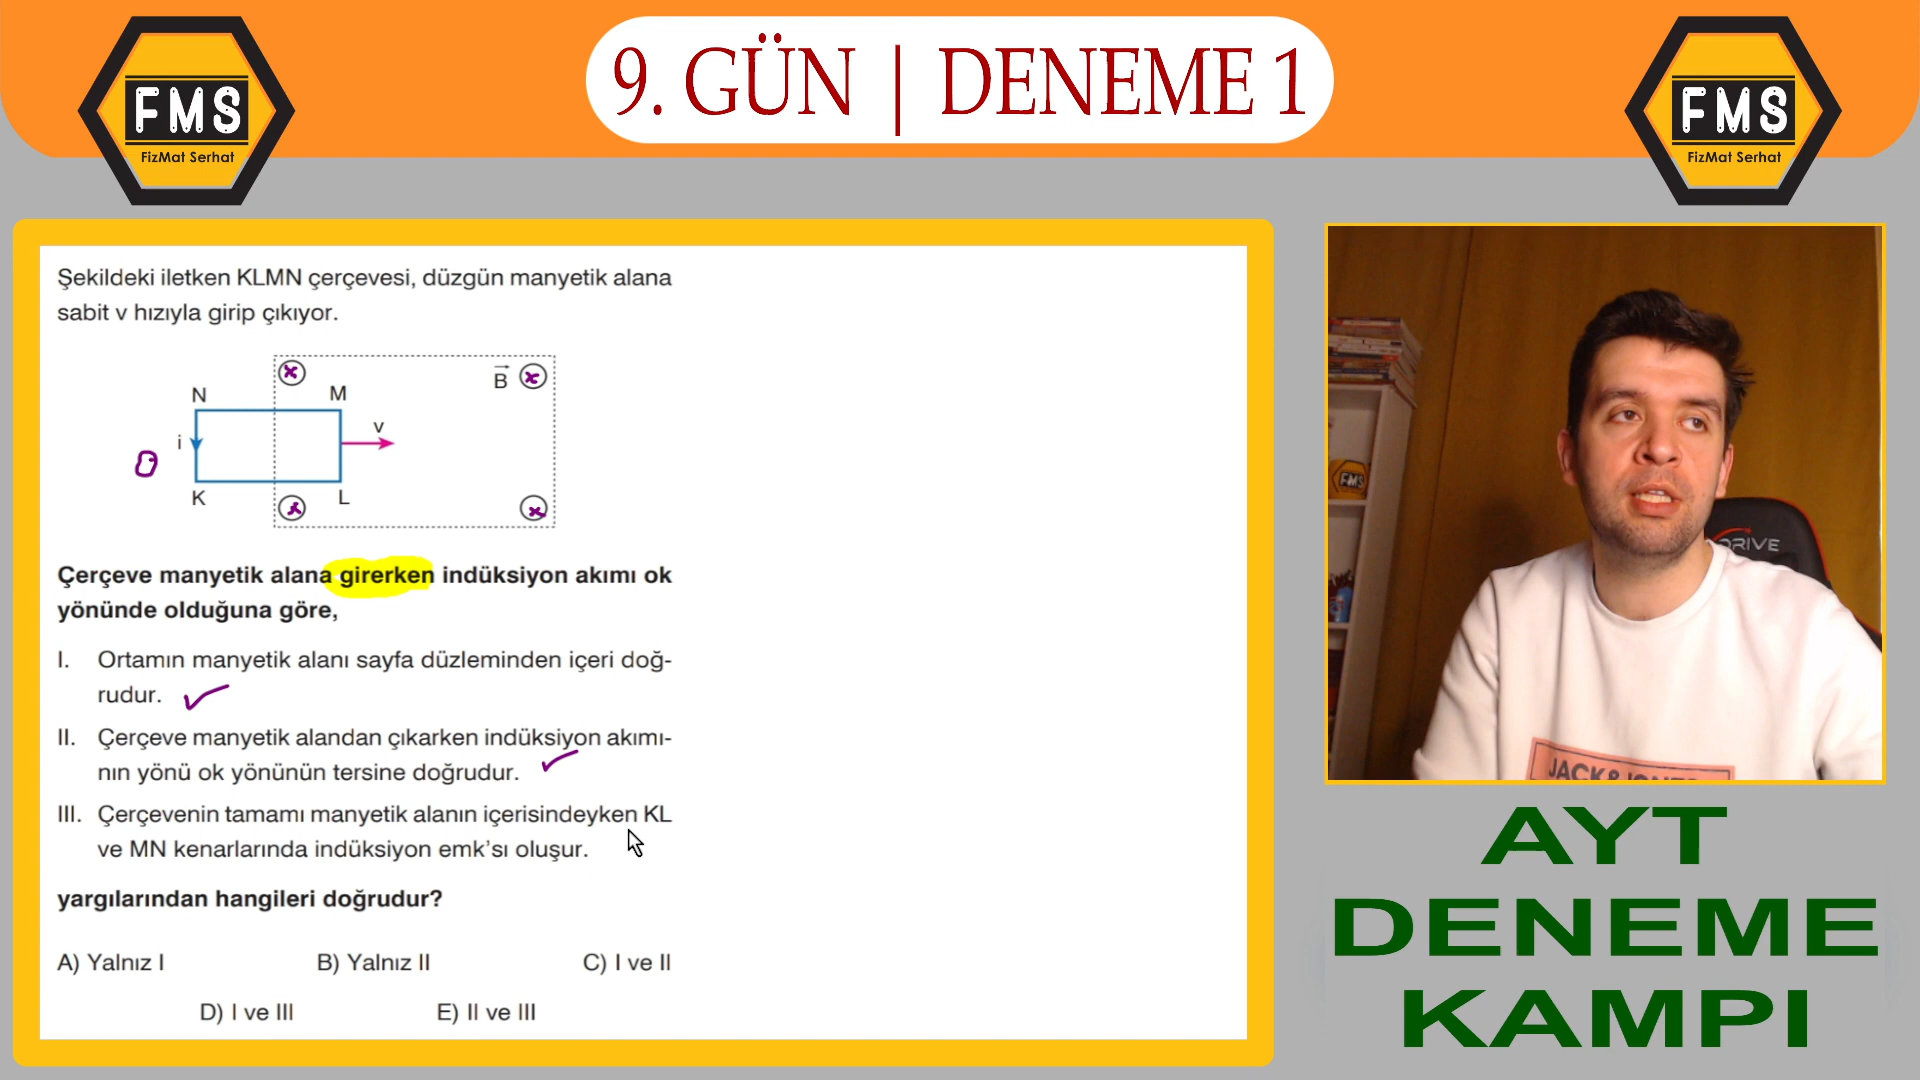 9. GÜN | DENEME 1
FMS
FizMat Serhat
FMS
FizMat Serhat
Şekildeki iletken KLMN çerçevesi, düzgün manyetik alana
sabit v hızıyla girip çıkıyor.
B
N
M
v
i
K
L
Çerçeve manyetik alana girerken indüksiyon akımı ok
yönünde olduğuna göre,
I. Ortamın manyetik alanı sayfa düzleminden içeri doğ-
rudur.
II. Çerçeve manyetik alandan çıkarken indüksiyon akımı-
nın yönü ok yönünün tersine doğrudur.
III. Çerçevenin tamamı manyetik alanın içerisindeyken KL
ve MN kenarlarında indüksiyon emk'sı oluşur.
yargılarından hangileri doğrudur?
A) Yalnız I B) Yalnız II C) I ve II
D) I ve III E) II ve III
FMS
DRIVE
JACK & JONES
AYT
DENEME
KAMPI